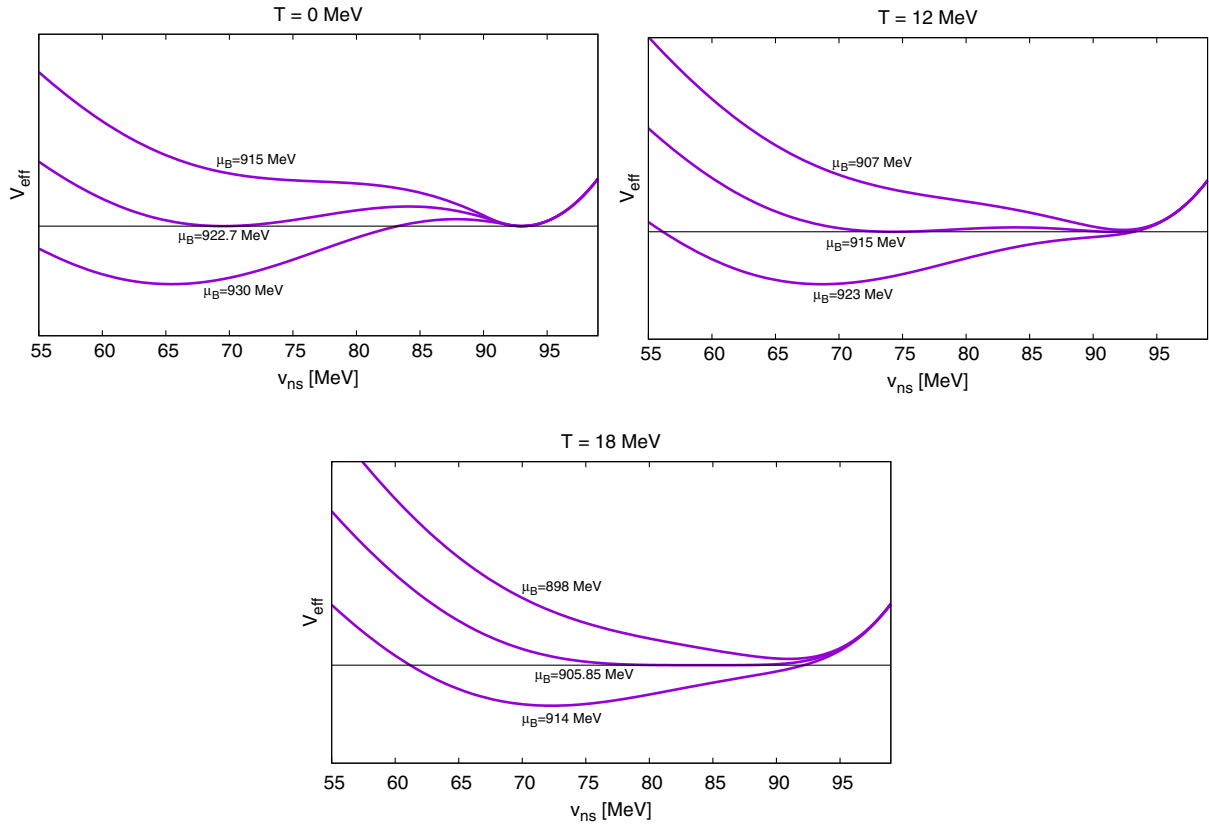 T = 0 MeV
V_eff
μ_B=915 MeV
μ_B=922.7 MeV
μ_B=930 MeV
55 60 65 70 75 80 85 90 95
v_ns [MeV]
T = 12 MeV
V_eff
μ_B=907 MeV
μ_B=915 MeV
μ_B=923 MeV
55 60 65 70 75 80 85 90 95
v_ns [MeV]
T = 18 MeV
V_eff
μ_B=898 MeV
μ_B=905.85 MeV
μ_B=914 MeV
55 60 65 70 75 80 85 90 95
v_ns [MeV]